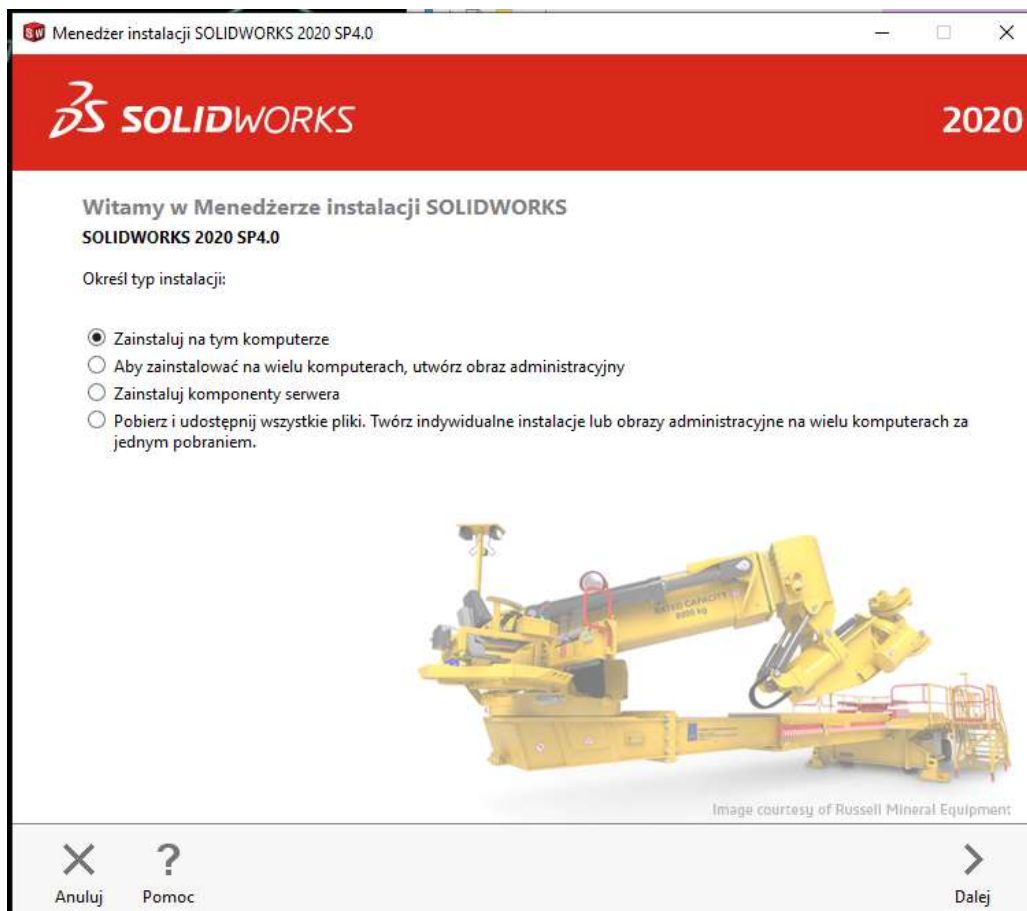 Menedżer instalacji SOLIDWORKS 2020 SP4.0
SOLIDWORKS
2020
Witamy w Menedżerze instalacji SOLIDWORKS
SOLIDWORKS 2020 SP4.0
Określ typ instalacji:
Zainstaluj na tym komputerze
Aby zainstalować na wielu komputerach, utwórz obraz administracyjny
Zainstaluj komponenty serwera
Pobierz i udostępnij wszystkie pliki. Twórz indywidualne instalacje lub obrazy administracyjne na wielu komputerach za
jednym pobraniem.
RATED CAPACITY
Image courtesy of Russell Mineral Equipment
?
Anuluj
Pomoc
Dalej